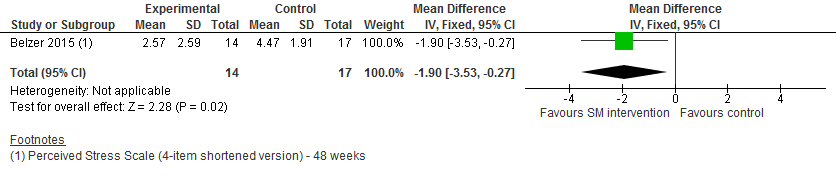 Experimental Control Mean Difference Mean Difference
Study or Subgroup Mean SD Total Mean SD Total Weight IV, Fixed, 95% CI IV, Fixed, 95% CI
Belzer 2015 (1) 2.57 2.59 14 4.47 1.91 17 100.0% -1.90 [-3.53, -0.27]
Total (95% CI) 14 17 100.0% -1.90 [-3.53, -0.27]
Heterogeneity: Not applicable
Test for overall effect: Z = 2.28 (P = 0.02)
-4 -2 0 2 4
Favours SM intervention Favours control
Footnotes
(1) Perceived Stress Scale (4-item shortened version) - 48 weeks